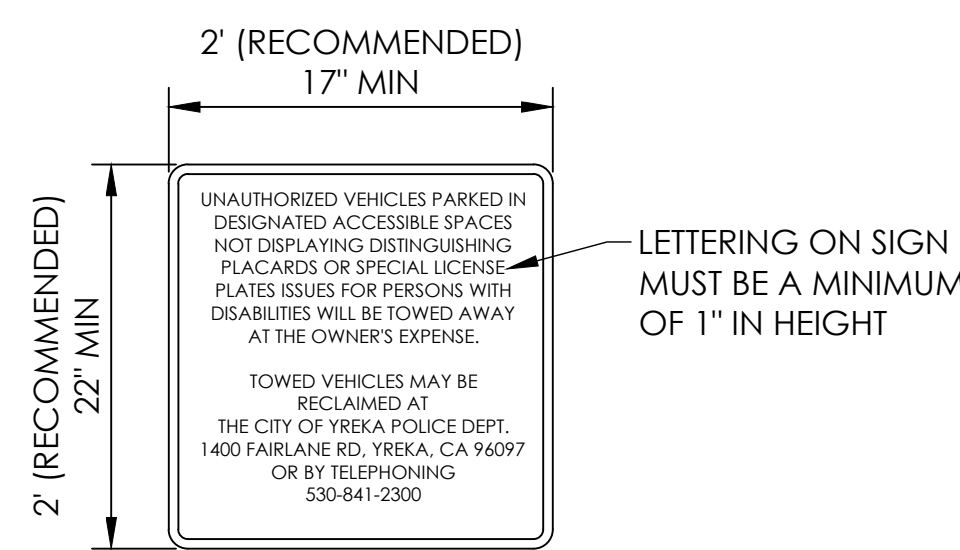 2' (RECOMMENDED)
17" MIN
2' (RECOMMENDED)
22" MIN
UNAUTHORIZED VEHICLES PARKED IN
DESIGNATED ACCESSIBLE SPACES
NOT DISPLAYING DISTINGUISHING
PLACARDS OR SPECIAL LICENSE
PLATES ISSUES FOR PERSONS WITH
DISABILITIES WILL BE TOWED AWAY
AT THE OWNER'S EXPENSE.
TOWED VEHICLES MAY BE
RECLAIMED AT
THE CITY OF YREKA POLICE DEPT.
1400 FAIRLANE RD, YREKA, CA 96097
OR BY TELEPHONING
530-841-2300
LETTERING ON SIGN
MUST BE A MINIMUM
OF 1" IN HEIGHT